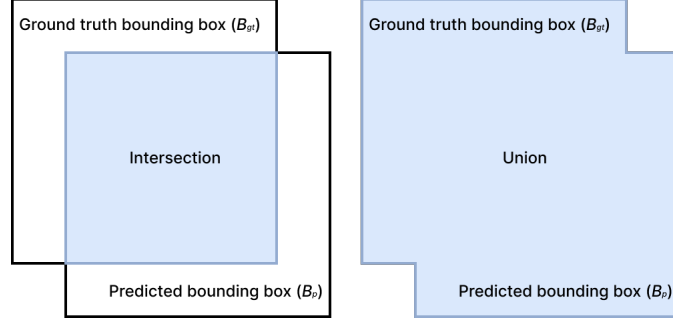 Ground truth bounding box (Bgt)
Intersection
Predicted bounding box (Bp)
Ground truth bounding box (Bgt)
Union
Predicted bounding box (Bp)